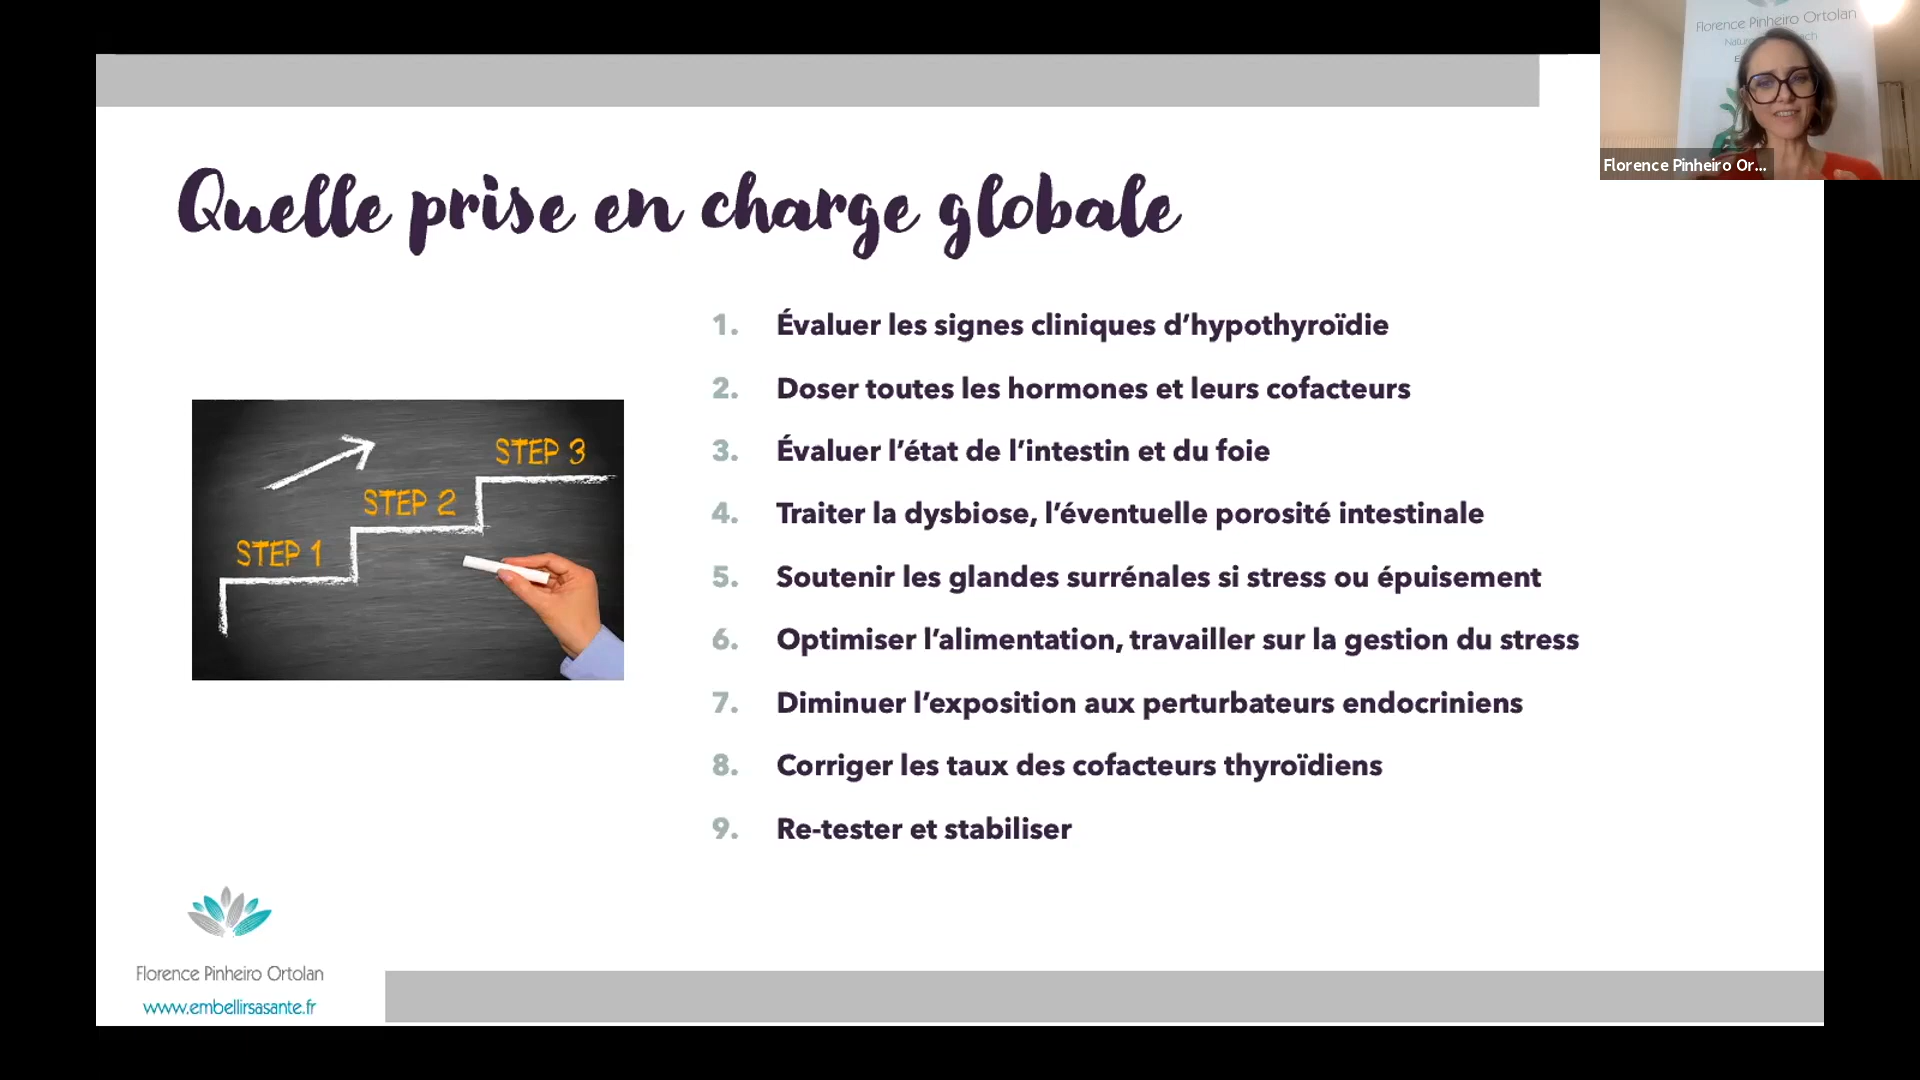 Quelle prise en charge globale
1. Évaluer les signes cliniques d’hypothyroïdie
2. Doser toutes les hormones et leurs cofacteurs
3. Évaluer l’état de l’intestin et du foie
4. Traiter la dysbiose, l’éventuelle porosité intestinale
5. Soutenir les glandes surrénales si stress ou épuisement
6. Optimiser l’alimentation, travailler sur la gestion du stress
7. Diminuer l’exposition aux perturbateurs endocriniens
8. Corriger les taux des cofacteurs thyroïdiens
9. Re-tester et stabiliser
STEP 1
STEP 2
STEP 3
Florence Pinheiro Ortolan
www.embellirsasante.fr
Florence Pinheiro Ortolan
Florence Pinheiro Or...